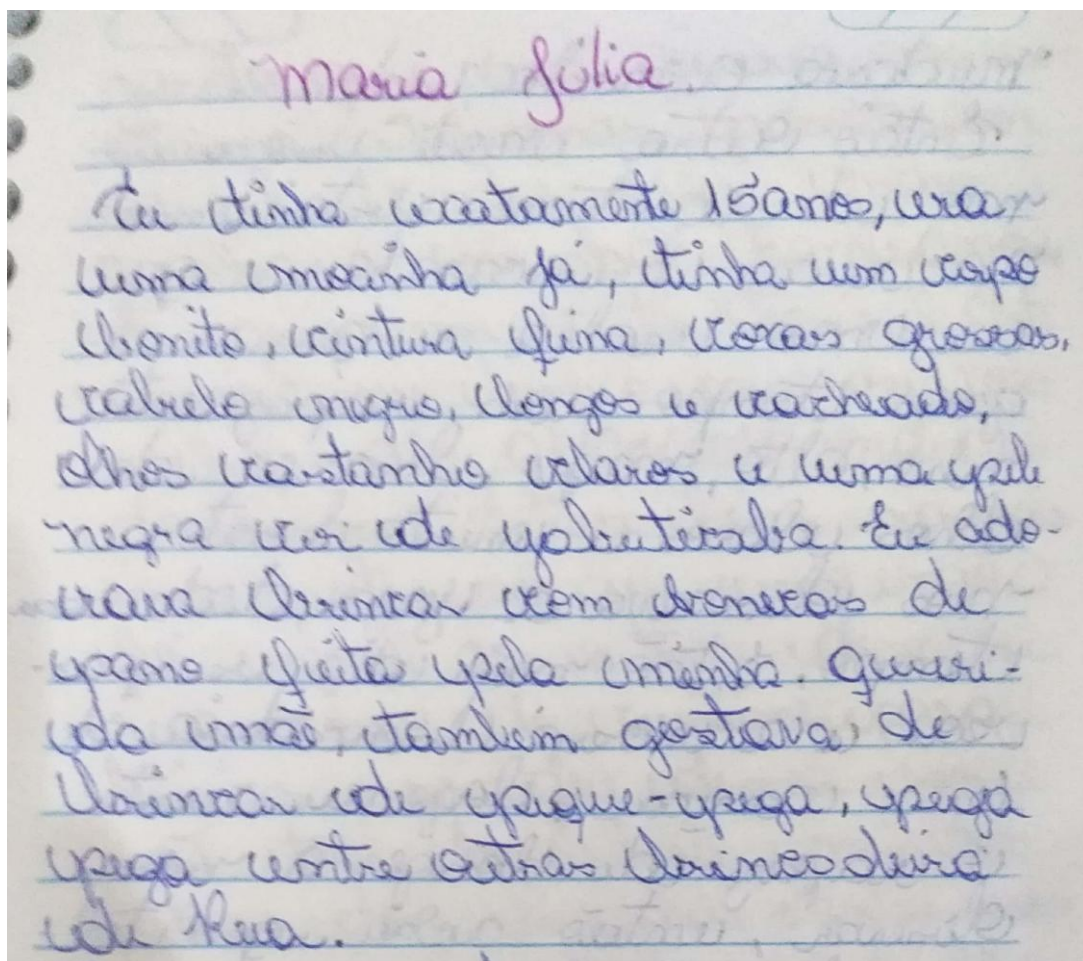 Maria Júlia.
Eu tinha exatamente 15 anos, era
uma mocinha já, tinha um corpo
bonito, cintura fina, coxas grossas,
cabelo negro, longos e cacheado,
olhos castanho claros, e uma pele
negra cor de jabuticaba. Eu ado-
rava brincar com bonecas de
pano feita pela minha. queri-
da mãe, também gostava, de
brincar de pique-pega, pega
pega entre outras brincadeira
de Rua.